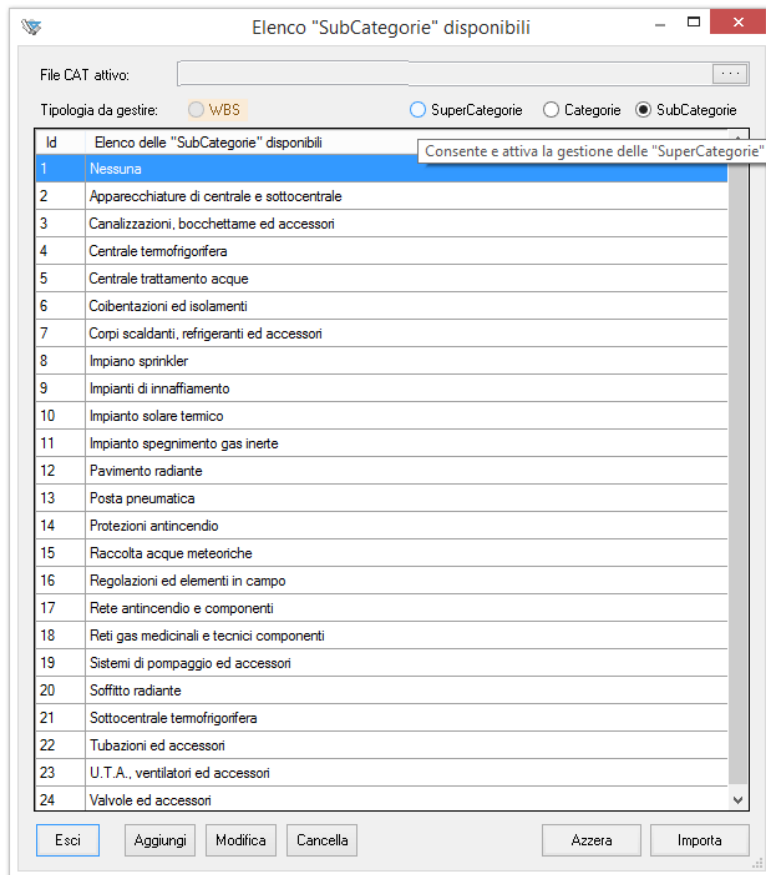 Elenco "SubCategorie" disponibili
File CAT attivo:
...
Tipologia da gestire: WBS SuperCategorie Categorie SubCategorie
Id Elenco delle "SubCategorie" disponibili
Consente e attiva la gestione delle "SuperCategorie"
1 Nessuna
2 Apparecchiature di centrale e sottocentrale
3 Canalizzazioni, bocchettame ed accessori
4 Centrale termofrigorifera
5 Centrale trattamento acque
6 Coibentazioni ed isolamenti
7 Corpi scaldanti, refrigeranti ed accessori
8 Impiano sprinkler
9 Impianti di innaffiamento
10 Impianto solare termico
11 Impianto spegnimento gas inerte
12 Pavimento radiante
13 Posta pneumatica
14 Protezioni antincendio
15 Raccolta acque meteoriche
16 Regolazioni ed elementi in campo
17 Rete antincendio e componenti
18 Reti gas medicinali e tecnici componenti
19 Sistemi di pompaggio ed accessori
20 Soffitto radiante
21 Sottocentrale termofrigorifera
22 Tubazioni ed accessori
23 U.T.A., ventilatori ed accessori
24 Valvole ed accessori
Esci Aggiungi Modifica Cancella Azzera Importa